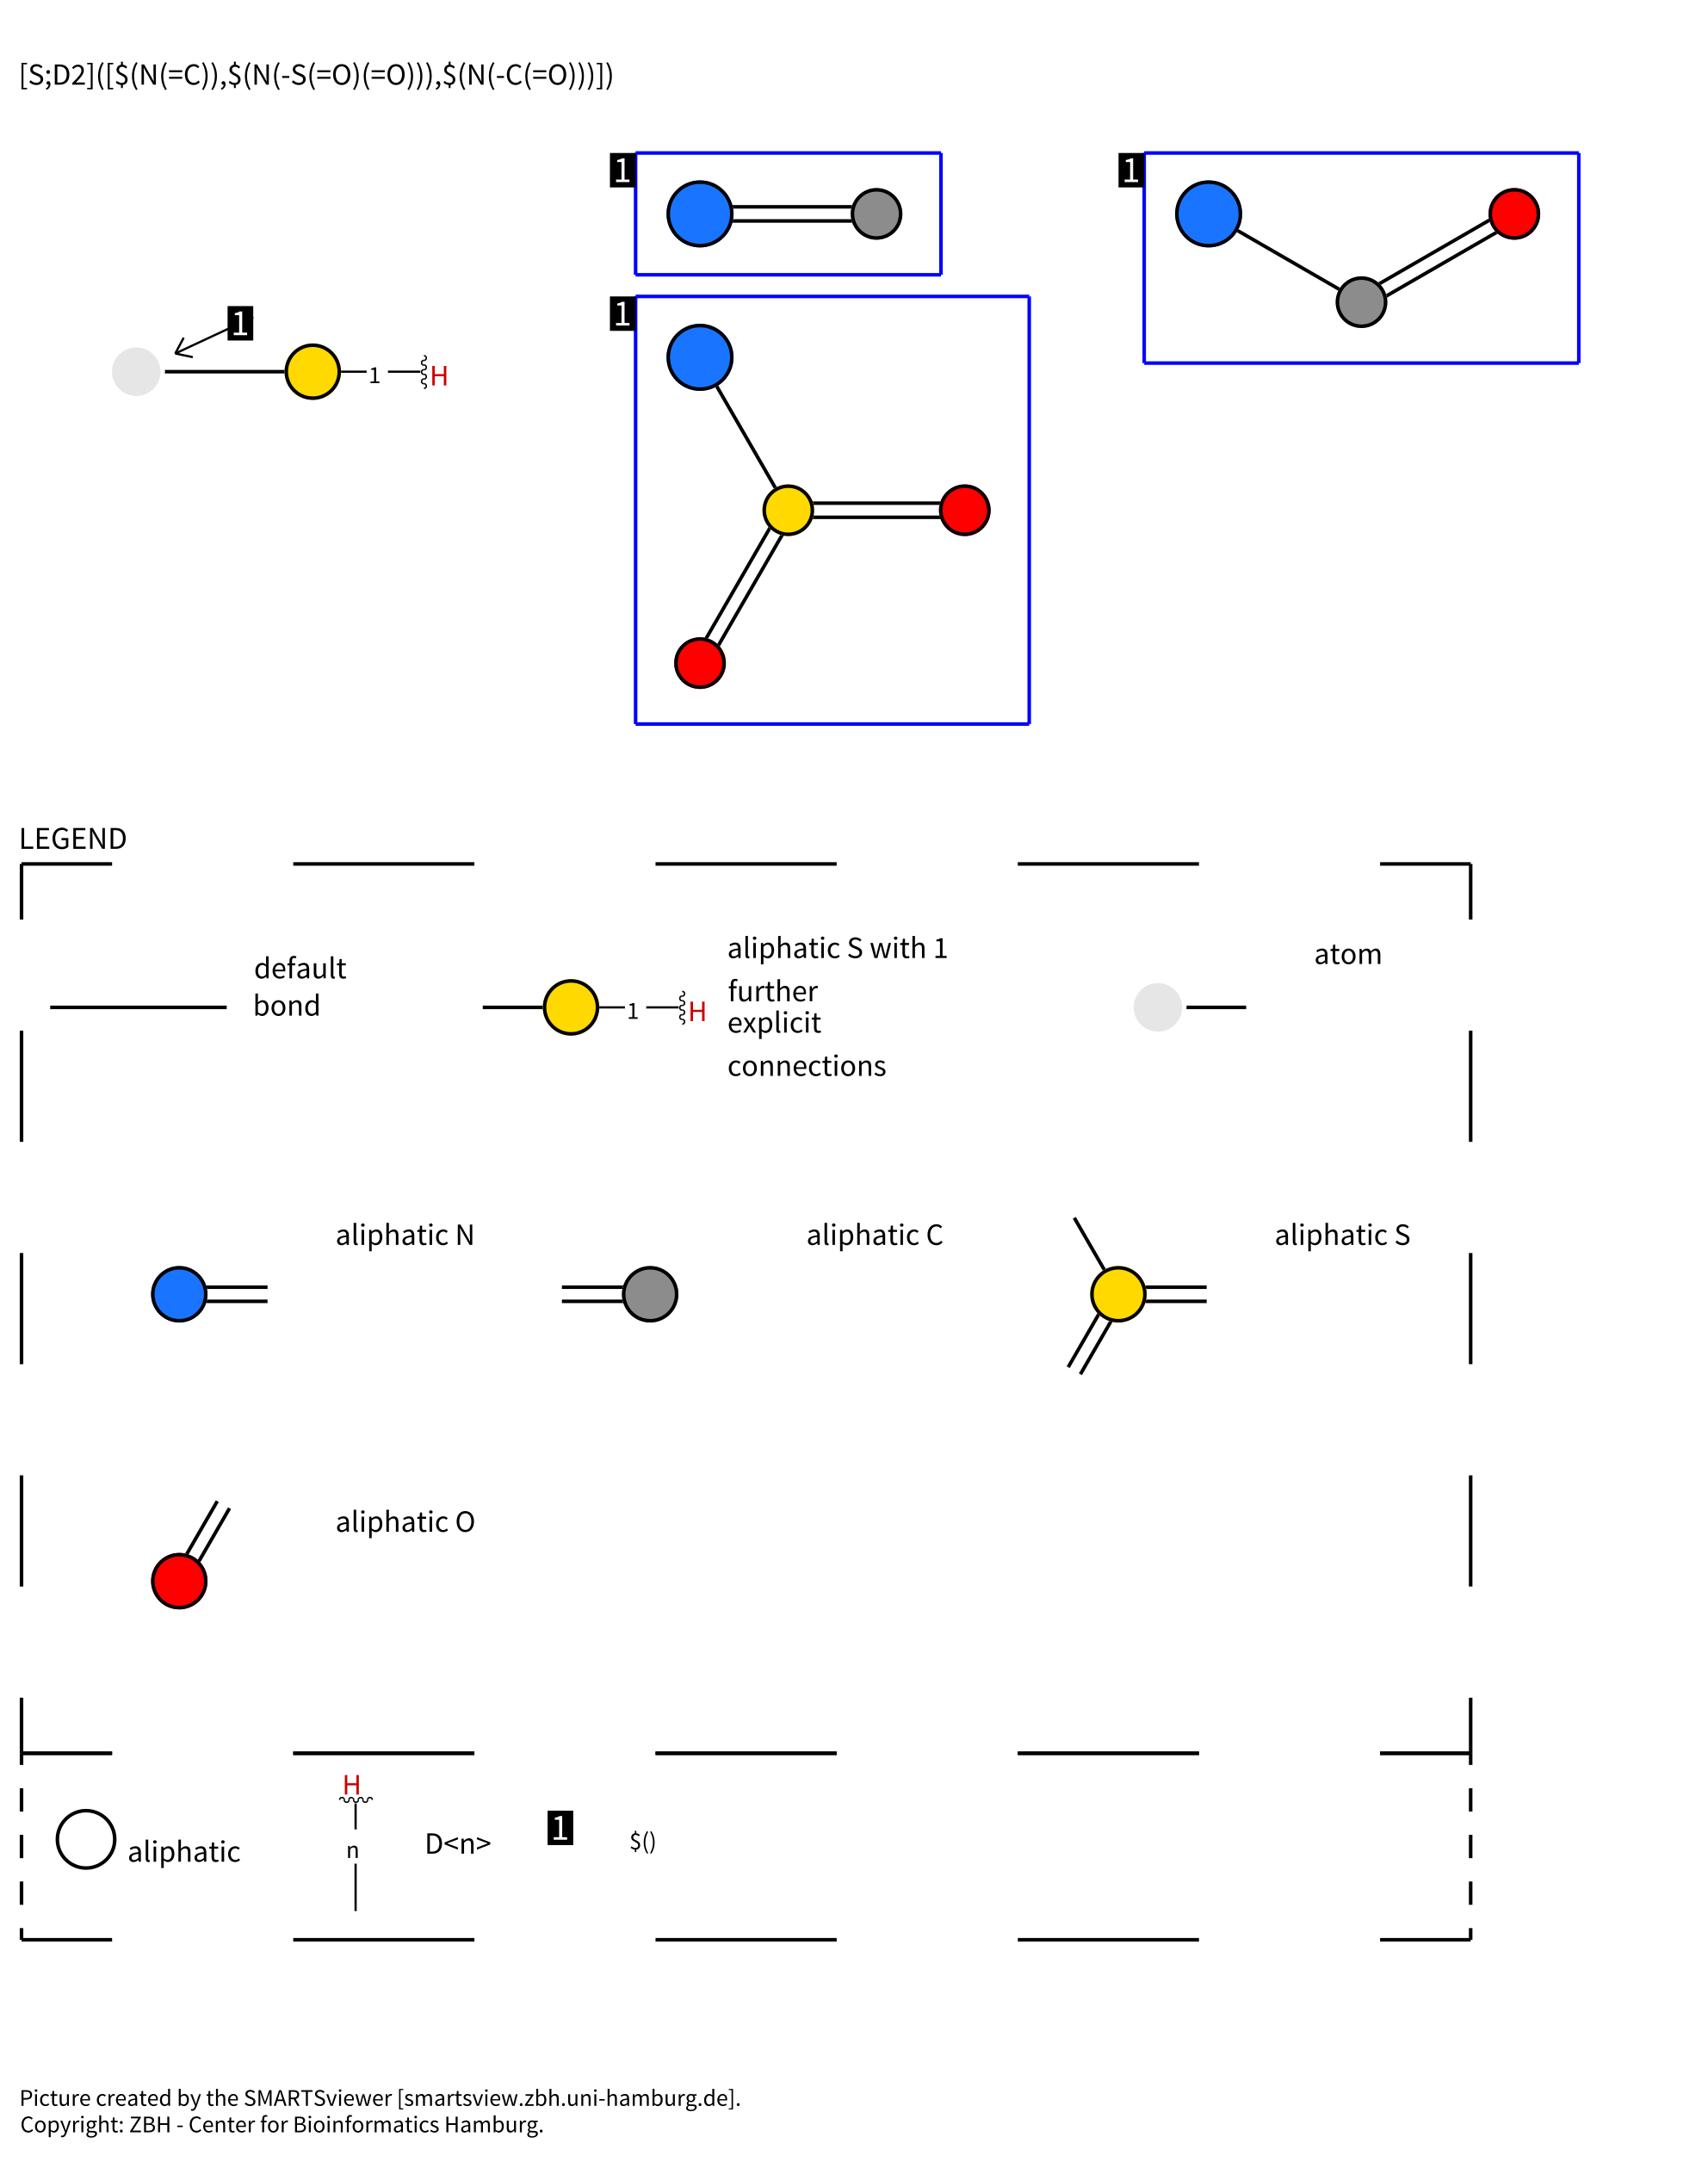 [S;D2]([$(N(=C)),$(N(-S(=O)(=O))),$(N(-C(=O)))])
1
1
1
1
1
H
LEGEND
default
bond
1
H
aliphatic S with 1
further
explicit
connections
atom
aliphatic N
aliphatic C
aliphatic S
aliphatic O
aliphatic
H
n
D<n>
1
$()
Picture created by the SMARTSviewer [smartsview.zbh.uni-hamburg.de].
Copyright: ZBH - Center for Bioinformatics Hamburg.